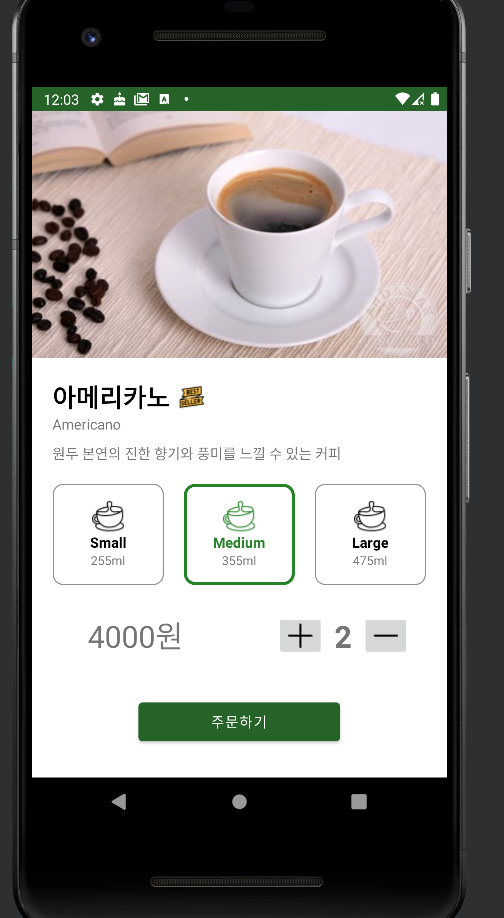 12:03
아메리카노 BEST SELLER
Americano
원두 본연의 진한 향기와 풍미를 느낄 수 있는 커피
Small Medium Large
255ml 355ml 475ml
4000원 + 2 −
주문하기